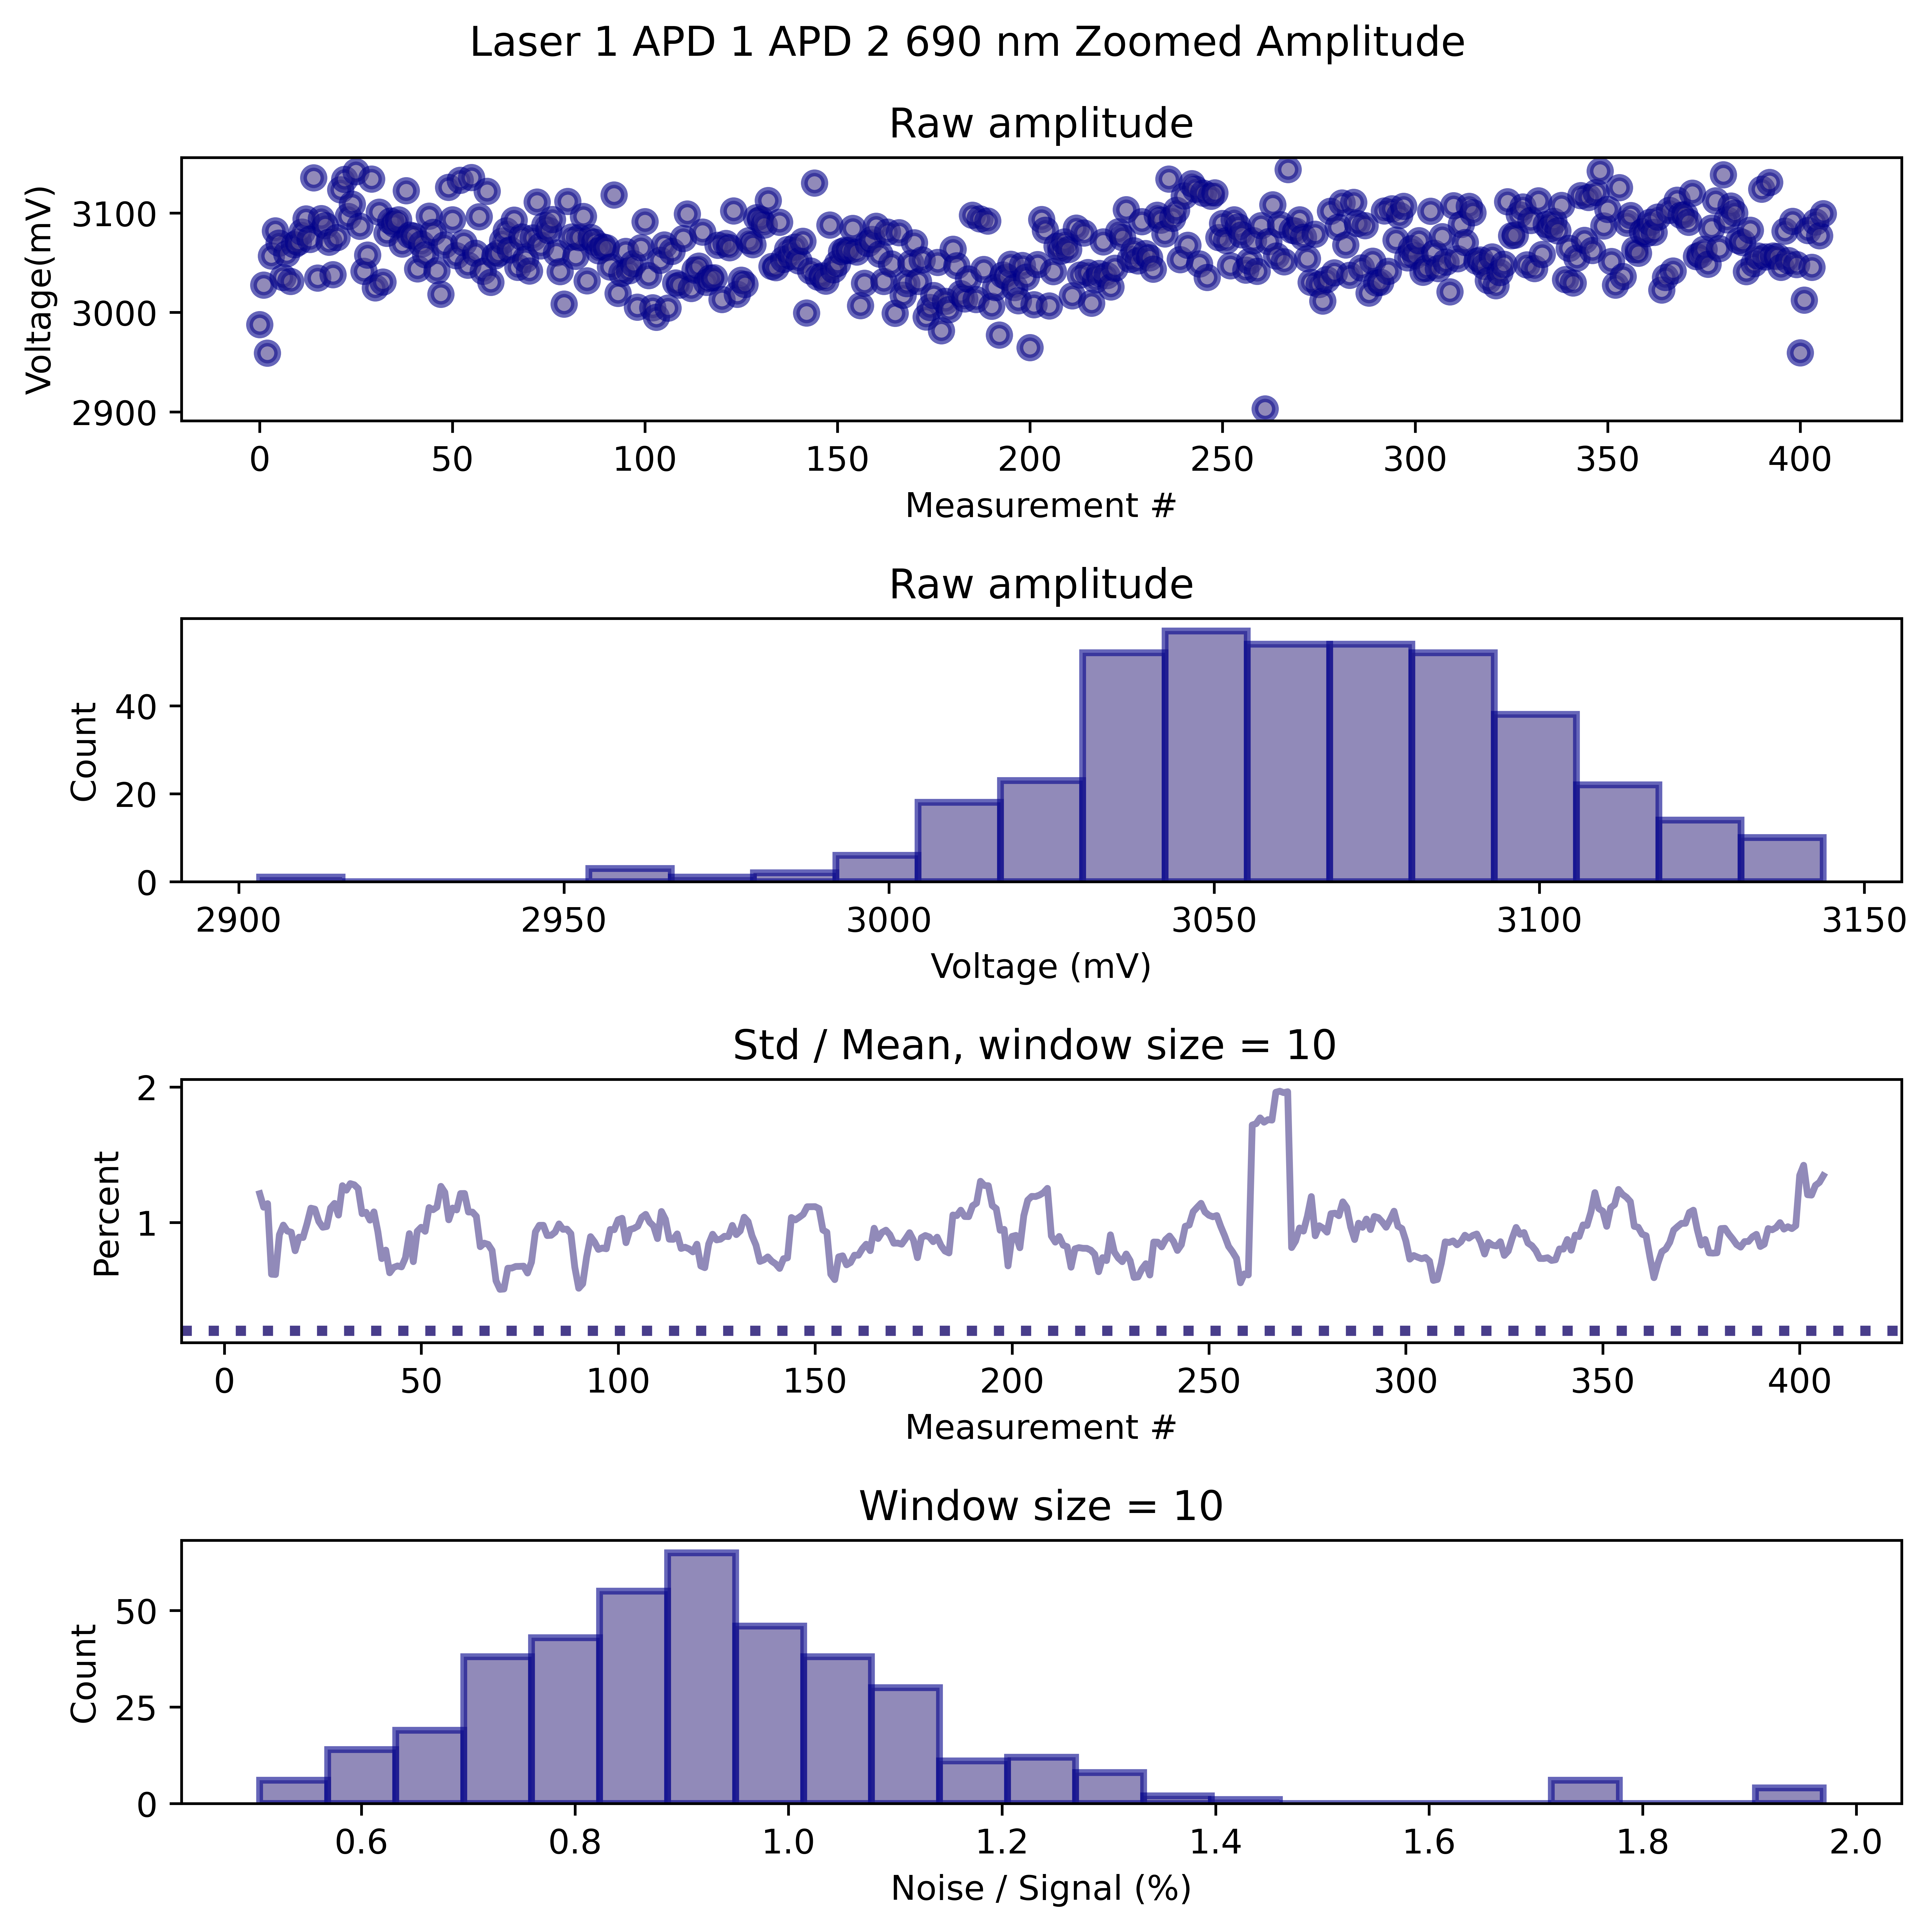 Laser 1 APD 1 APD 2 690 nm Zoomed Amplitude
Raw amplitude
Voltage(mV)
3100
3000
2900
0 50 100 150 200 250 300 350 400
Measurement #
Raw amplitude
Count
40
20
0
2900 2950 3000 3050 3100 3150
Voltage (mV)
Std / Mean, window size = 10
Percent
2
1
0 50 100 150 200 250 300 350 400
Measurement #
Window size = 10
Count
50
25
0
0.6 0.8 1.0 1.2 1.4 1.6 1.8 2.0
Noise / Signal (%)